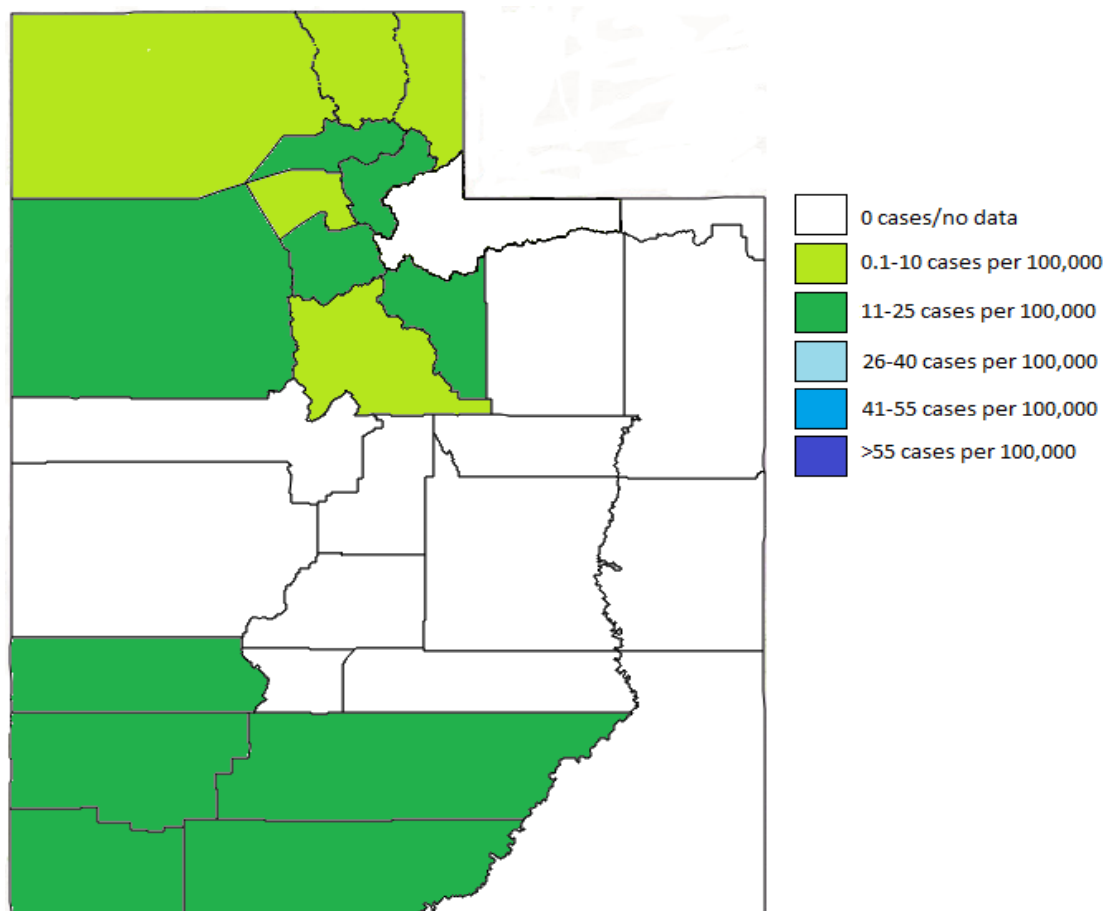 0 cases/no data
0.1-10 cases per 100,000
11-25 cases per 100,000
26-40 cases per 100,000
41-55 cases per 100,000
>55 cases per 100,000